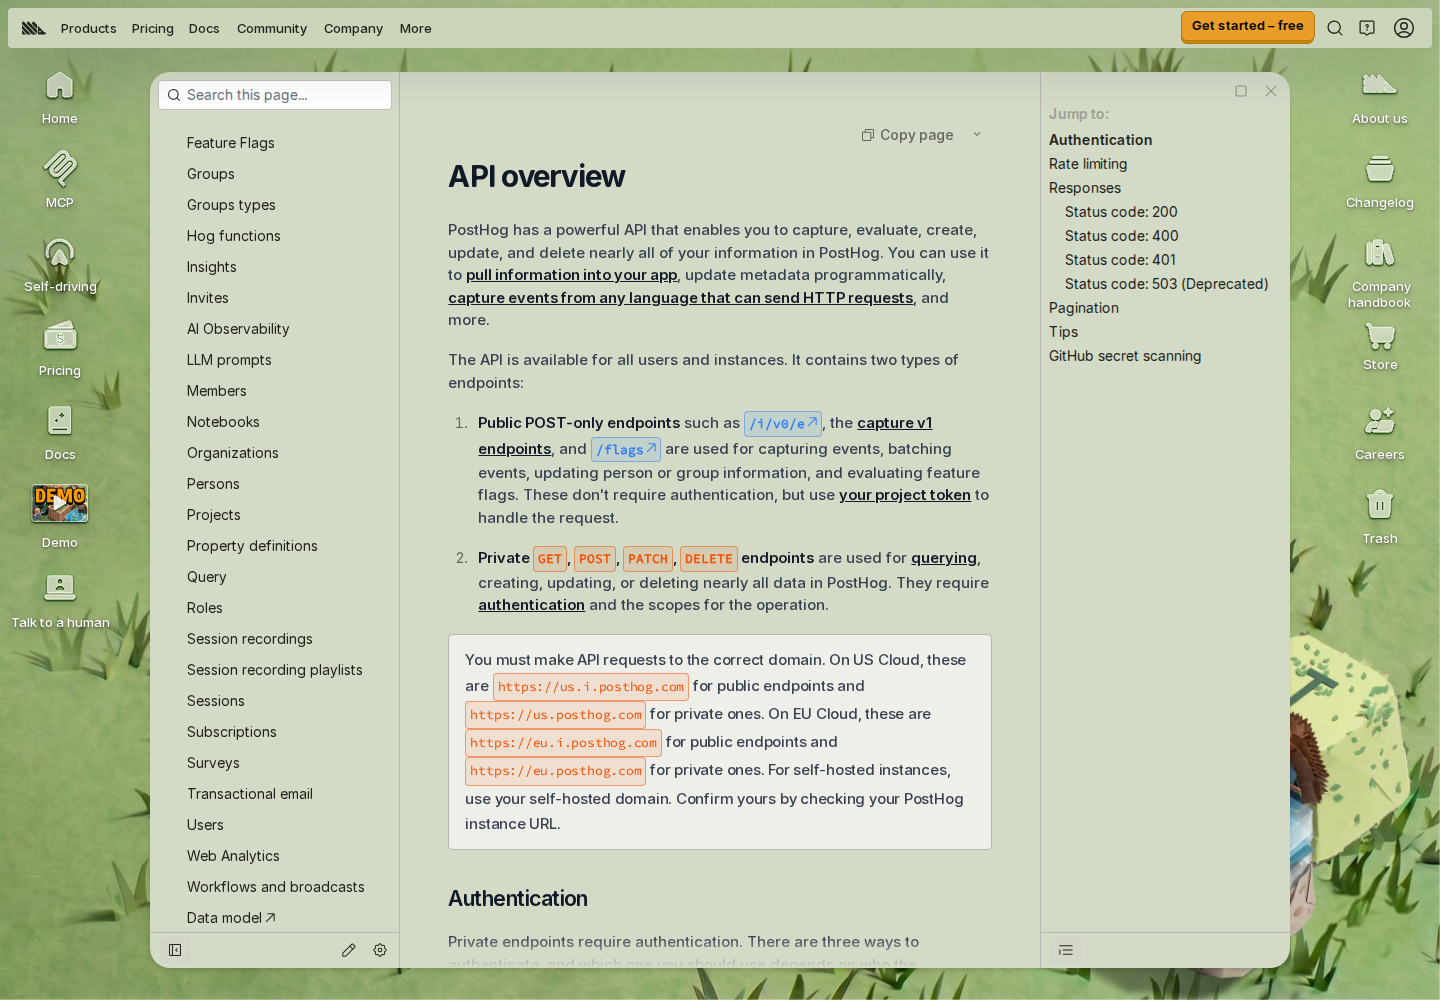 Products Pricing Docs Community Company More
Get started – free
Home
MCP
Self-driving
Pricing
Docs
DEMO
Demo
Talk to a human
Search this page...
Feature Flags
Groups
Groups types
Hog functions
Insights
Invites
AI Observability
LLM prompts
Members
Notebooks
Organizations
Persons
Projects
Property definitions
Query
Roles
Session recordings
Session recording playlists
Sessions
Subscriptions
Surveys
Transactional email
Users
Web Analytics
Workflows and broadcasts
Data model
Copy page
API overview
PostHog has a powerful API that enables you to capture, evaluate, create,
update, and delete nearly all of your information in PostHog. You can use it
to pull information into your app, update metadata programmatically,
capture events from any language that can send HTTP requests, and
more.
The API is available for all users and instances. It contains two types of
endpoints:
1. Public POST-only endpoints such as /i/v0/e, the capture v1
endpoints, and /flags are used for capturing events, batching
events, updating person or group information, and evaluating feature
flags. These don't require authentication, but use your project token to
handle the request.
2. Private GET, POST, PATCH, DELETE endpoints are used for querying,
creating, updating, or deleting nearly all data in PostHog. They require
authentication and the scopes for the operation.
You must make API requests to the correct domain. On US Cloud, these
are https://us.i.posthog.com for public endpoints and
https://us.posthog.com for private ones. On EU Cloud, these are
https://eu.i.posthog.com for public endpoints and
https://eu.posthog.com for private ones. For self-hosted instances,
use your self-hosted domain. Confirm yours by checking your PostHog
instance URL.
Authentication
Private endpoints require authentication. There are three ways to
authenticate, and which one you should use depends on who the
Jump to:
Authentication
Rate limiting
Responses
Status code: 200
Status code: 400
Status code: 401
Status code: 503 (Deprecated)
Pagination
Tips
GitHub secret scanning
About us
Changelog
Company
handbook
Store
Careers
Trash